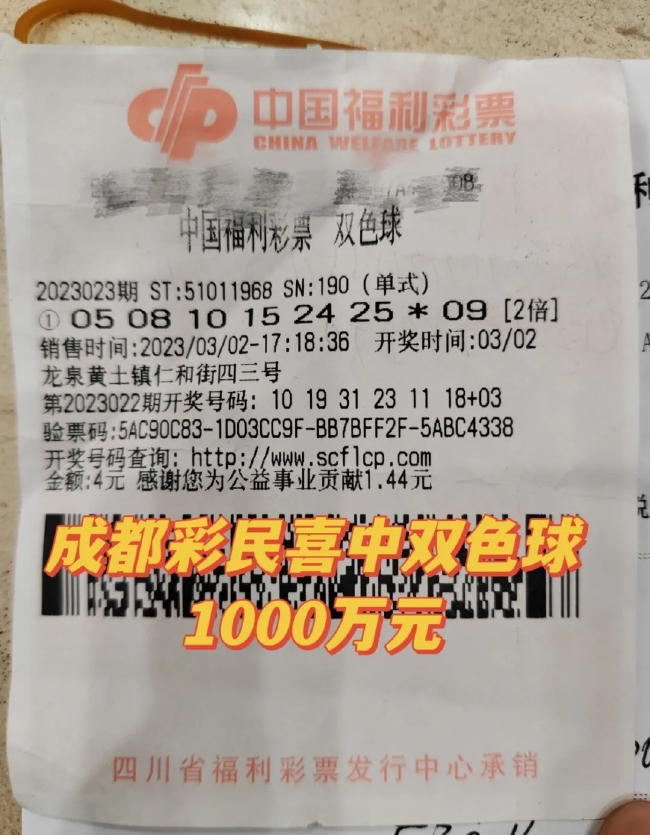 中国福利彩票
CHINA WELFARE LOTTERY
08
中国福利彩票 双色球
2023023期 ST:51011968 SN:190 (单式)
① 05 08 10 15 24 25 * 09 [2倍]
销售时间:2023/03/02-17:18:36 开奖时间:03/02
龙泉黄土镇仁和街四三号
第2023022期开奖号码: 10 19 31 23 11 18+03
验票码:5AC90C83-1D03CC9F-BB7BFF2F-5ABC4338
开奖号码查询: http://www.scflcp.com
金额:4元 感谢您为公益事业贡献1.44元
成都彩民喜中双色球
1000万元
四川省福利彩票发行中心承销